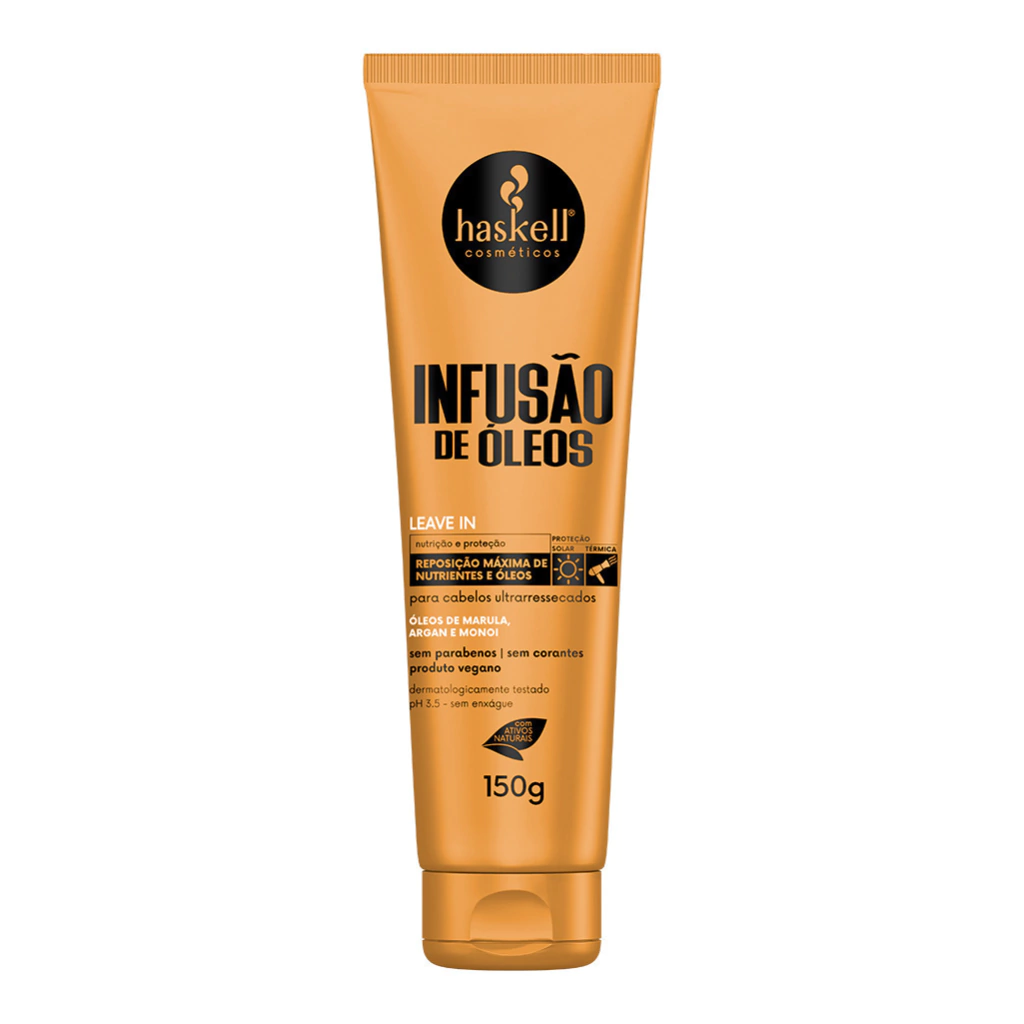 haskell®
cosméticos
INFUSÃO
DE ÓLEOS
LEAVE IN
nutrição e proteção
PROTEÇÃO
SOLAR TÉRMICA
REPOSIÇÃO MÁXIMA DE
NUTRIENTES E ÓLEOS
para cabelos ultrarressecados
ÓLEOS DE MARULA,
ARGAN E MONOI
sem parabenos | sem corantes
produto vegano
dermatologicamente testado
pH 3.5 - sem enxágue
com
ATIVOS
NATURAIS
150g